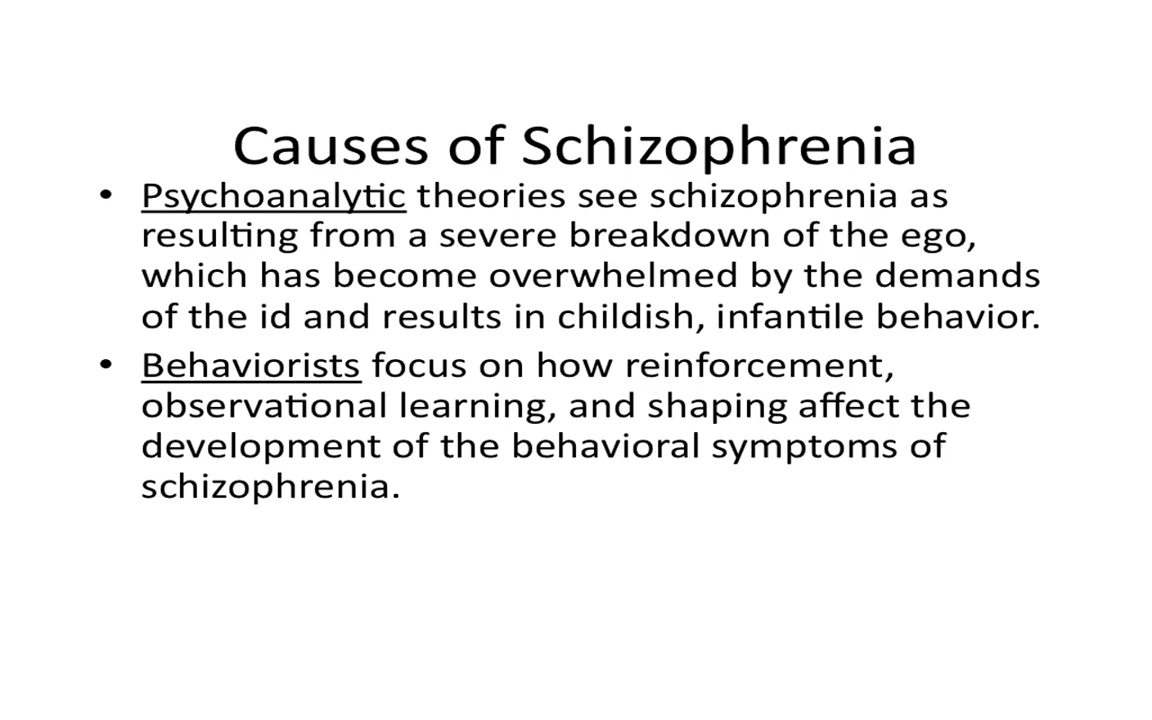 Causes of Schizophrenia
• Psychoanalytic theories see schizophrenia as
resulting from a severe breakdown of the ego,
which has become overwhelmed by the demands
of the id and results in childish, infantile behavior.
• Behaviorists focus on how reinforcement,
observational learning, and shaping affect the
development of the behavioral symptoms of
schizophrenia.